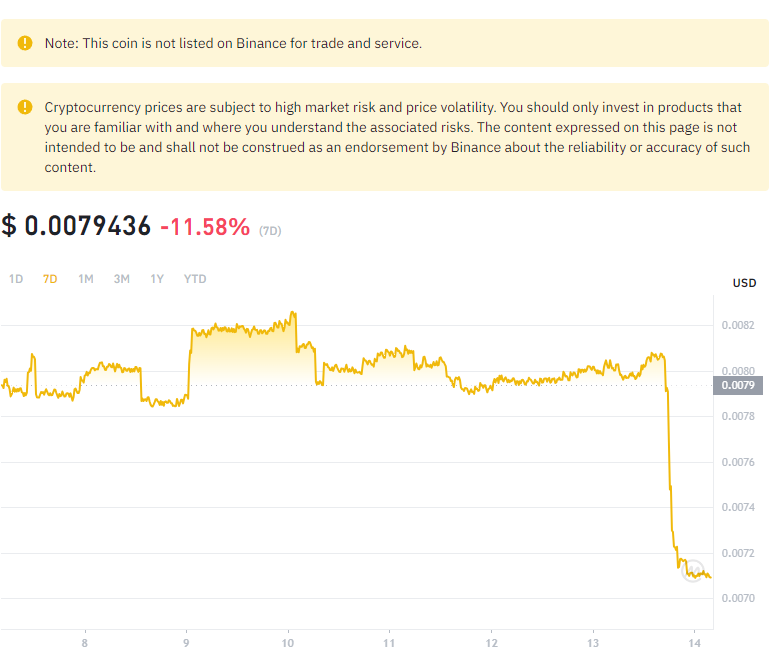 Note: This coin is not listed on Binance for trade and service.
Cryptocurrency prices are subject to high market risk and price volatility. You should only invest in products that
you are familiar with and where you understand the associated risks. The content expressed on this page is not
intended to be and shall not be construed as an endorsement by Binance about the reliability or accuracy of such
content.
$ 0.0079436 -11.58% (7D)
1D 7D 1M 3M 1Y YTD
USD
0.0082
0.0080
0.0079
0.0078
0.0076
0.0074
0.0072
0.0070
8 9 10 11 12 13 14